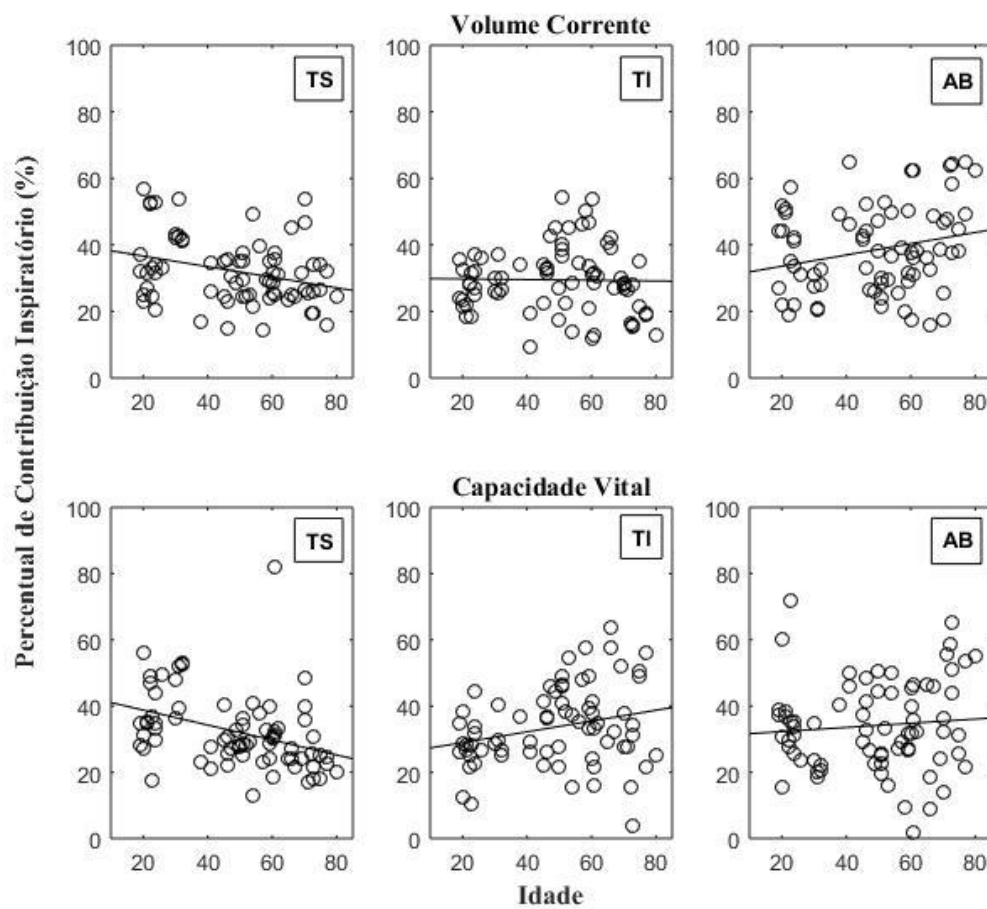 Volume Corrente
TS
TI
AB
100 100 100
80 80 80
60 60 60
40 40 40
20 20 20
0 0 0
20 40 60 80 20 40 60 80 20 40 60 80
Percentual de Contribuição Inspiratório (%)
Capacidade Vital
TS
TI
AB
100 100 100
80 80 80
60 60 60
40 40 40
20 20 20
0 0 0
20 40 60 80 20 40 60 80 20 40 60 80
Idade